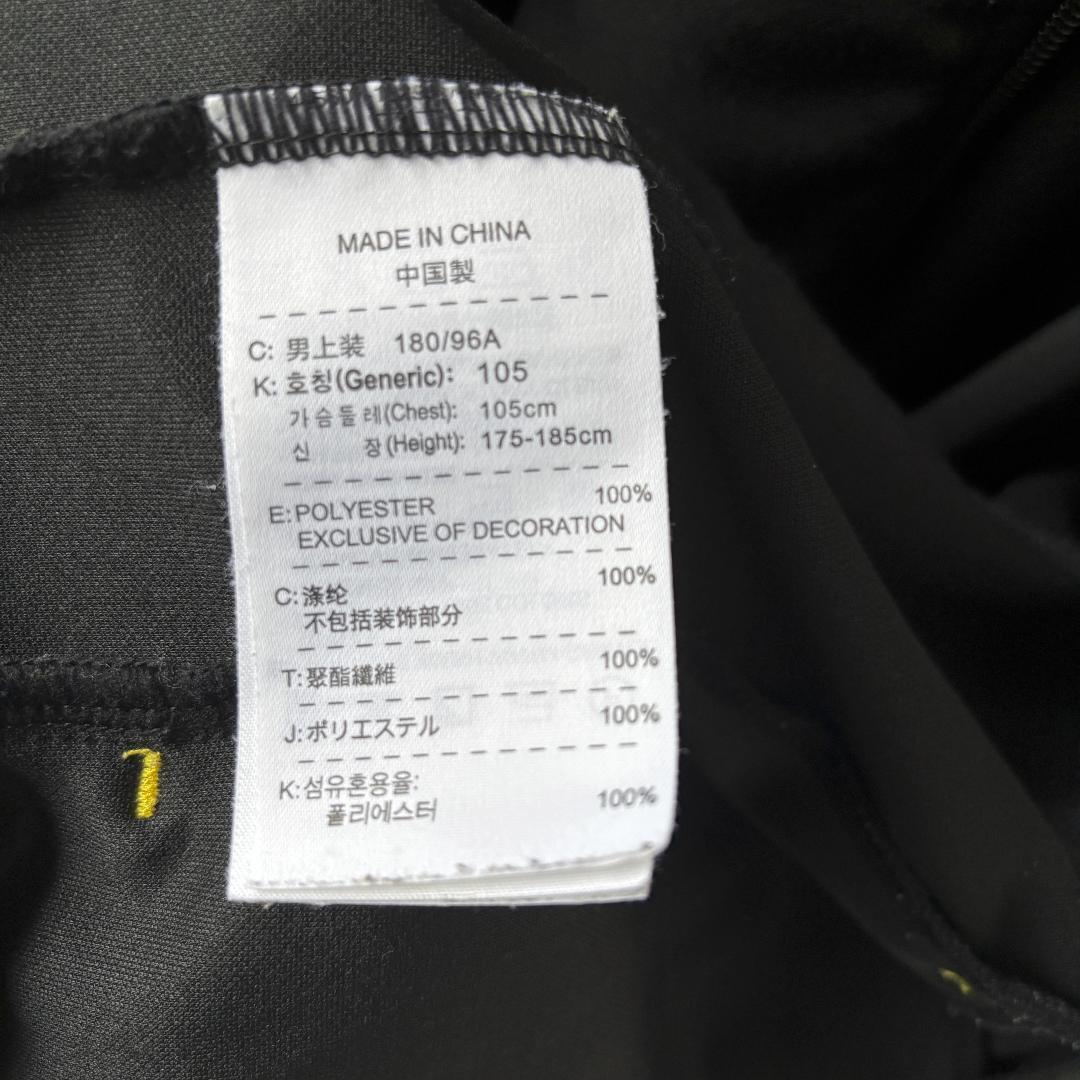 MADE IN CHINA
中国製
C: 男上装 180/96A
K: 호칭(Generic): 105
가슴둘레(Chest): 105cm
신 장(Height): 175-185cm
E:POLYESTER 100%
EXCLUSIVE OF DECORATION
C:涤纶 100%
不包括装饰部分
T:聚酯纖維 100%
J:ポリエステル 100%
K:섬유혼용율:
폴리에스터 100%